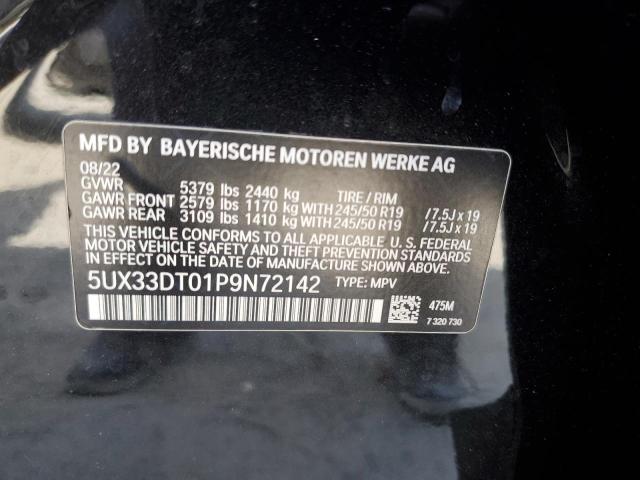 MFD BY BAYERISCHE MOTOREN WERKE AG
08/22
GVWR 5379 lbs 2440 kg TIRE / RIM
GAWR FRONT 2579 lbs 1170 kg WITH 245/50 R19 / 7.5J x 19
GAWR REAR 3109 lbs 1410 kg WITH 245/50 R19 / 7.5J x 19
THIS VEHICLE CONFORMS TO ALL APPLICABLE U. S. FEDERAL
MOTOR VEHICLE SAFETY AND THEFT PREVENTION STANDARDS
IN EFFECT ON THE DATE OF MANUFACTURE SHOWN ABOVE.
5UX33DT01P9N72142 TYPE: MPV
475M
7 320 730